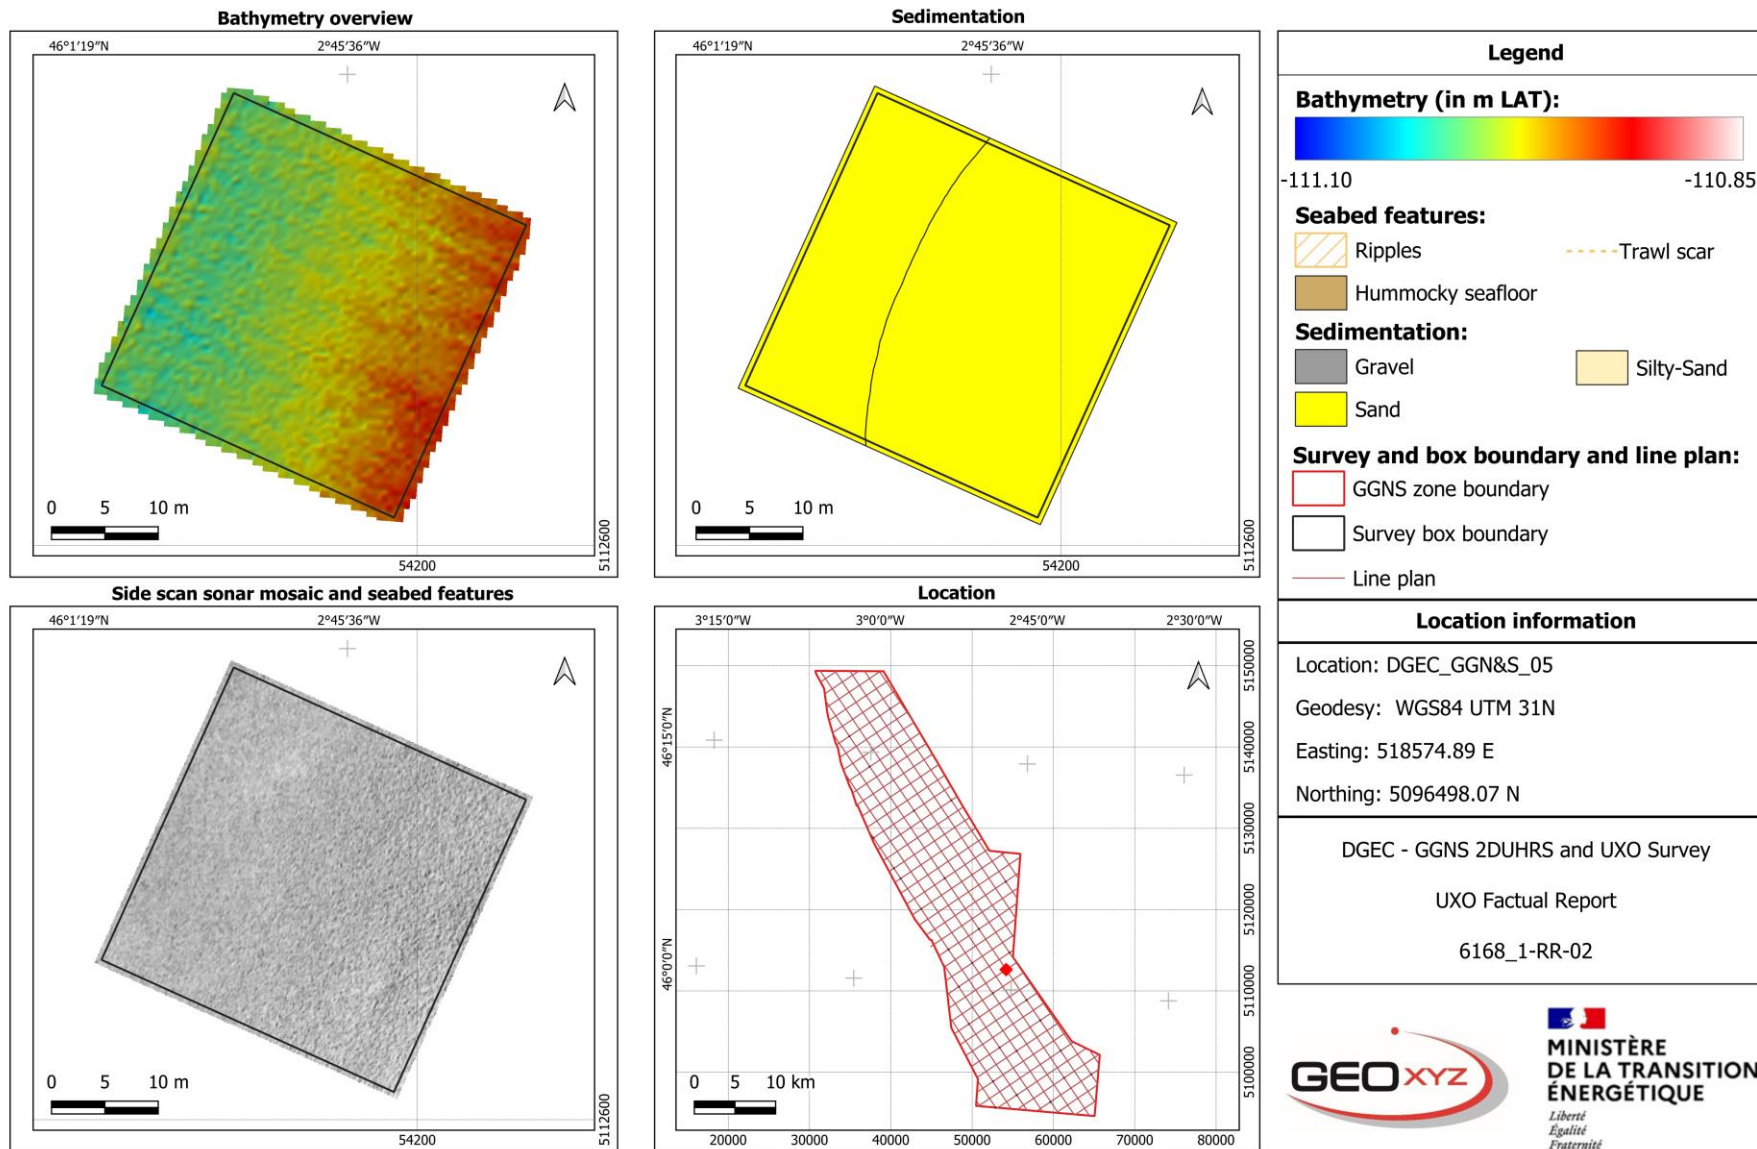 Bathymetry overview
46°1'19"N
2°45'36"W
0 5 10 m
5112600
54200
Sedimentation
46°1'19"N
2°45'36"W
0 5 10 m
5112600
54200
Side scan sonar mosaic and seabed features
46°1'19"N
2°45'36"W
0 5 10 m
5112600
54200
Location
3°15'0"W 3°0'0"W 2°45'0"W 2°30'0"W
46°15'0"N
46°0'0"N
5150000
5140000
5130000
5120000
5110000
5100000
0 5 10 km
20000 30000 40000 50000 60000 70000 80000
Legend
Bathymetry (in m LAT):
-111.10 -110.85
Seabed features:
Ripples Trawl scar
Hummocky seafloor
Sedimentation:
Gravel Silty-Sand
Sand
Survey and box boundary and line plan:
GGNS zone boundary
Survey box boundary
Line plan
Location information
Location: DGEC_GGN&S_05
Geodesy: WGS84 UTM 31N
Easting: 518574.89 E
Northing: 5096498.07 N
DGEC - GGNS 2DUHRS and UXO Survey
UXO Factual Report
6168_1-RR-02
GEO XYZ
MINISTÈRE
DE LA TRANSITION
ÉNERGÉTIQUE
Liberté
Égalité
Fraternité